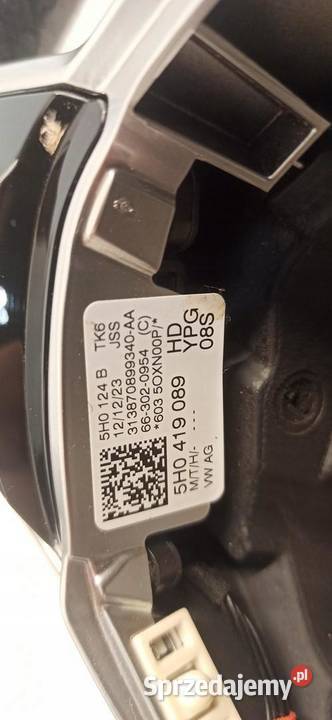 5H0 124 B TK6
12/12/23 JSS
313870899340-AA
66-302-0954 (C)
*603 5OXN00P/*
5H0 419 089 HD
M/T/H/- --- YPG
VW AG 08S
Sprzedajemy.pl